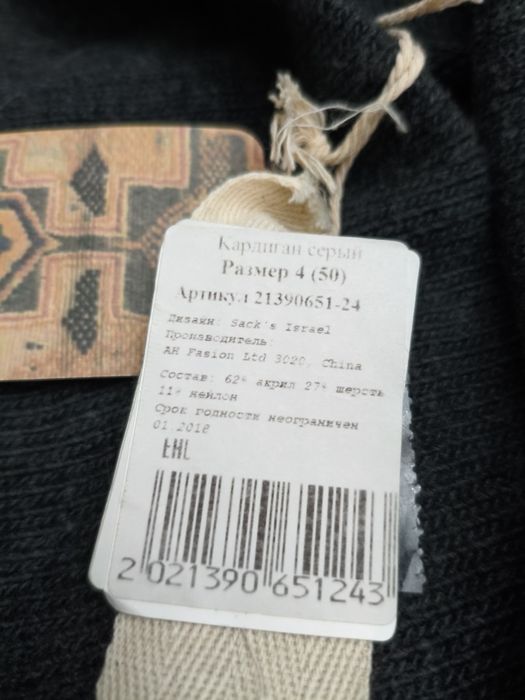 Кардиган серый
Размер 4 (50)
Артикул 21390651-24
Дизайн: Sack's Israel
Производитель:
AH Fasion Ltd 3020, China
Состав: 62% акрил 27% шерсть
11% нейлон
Срок годности неограничен
01.2018
EAC
2 021390 651243